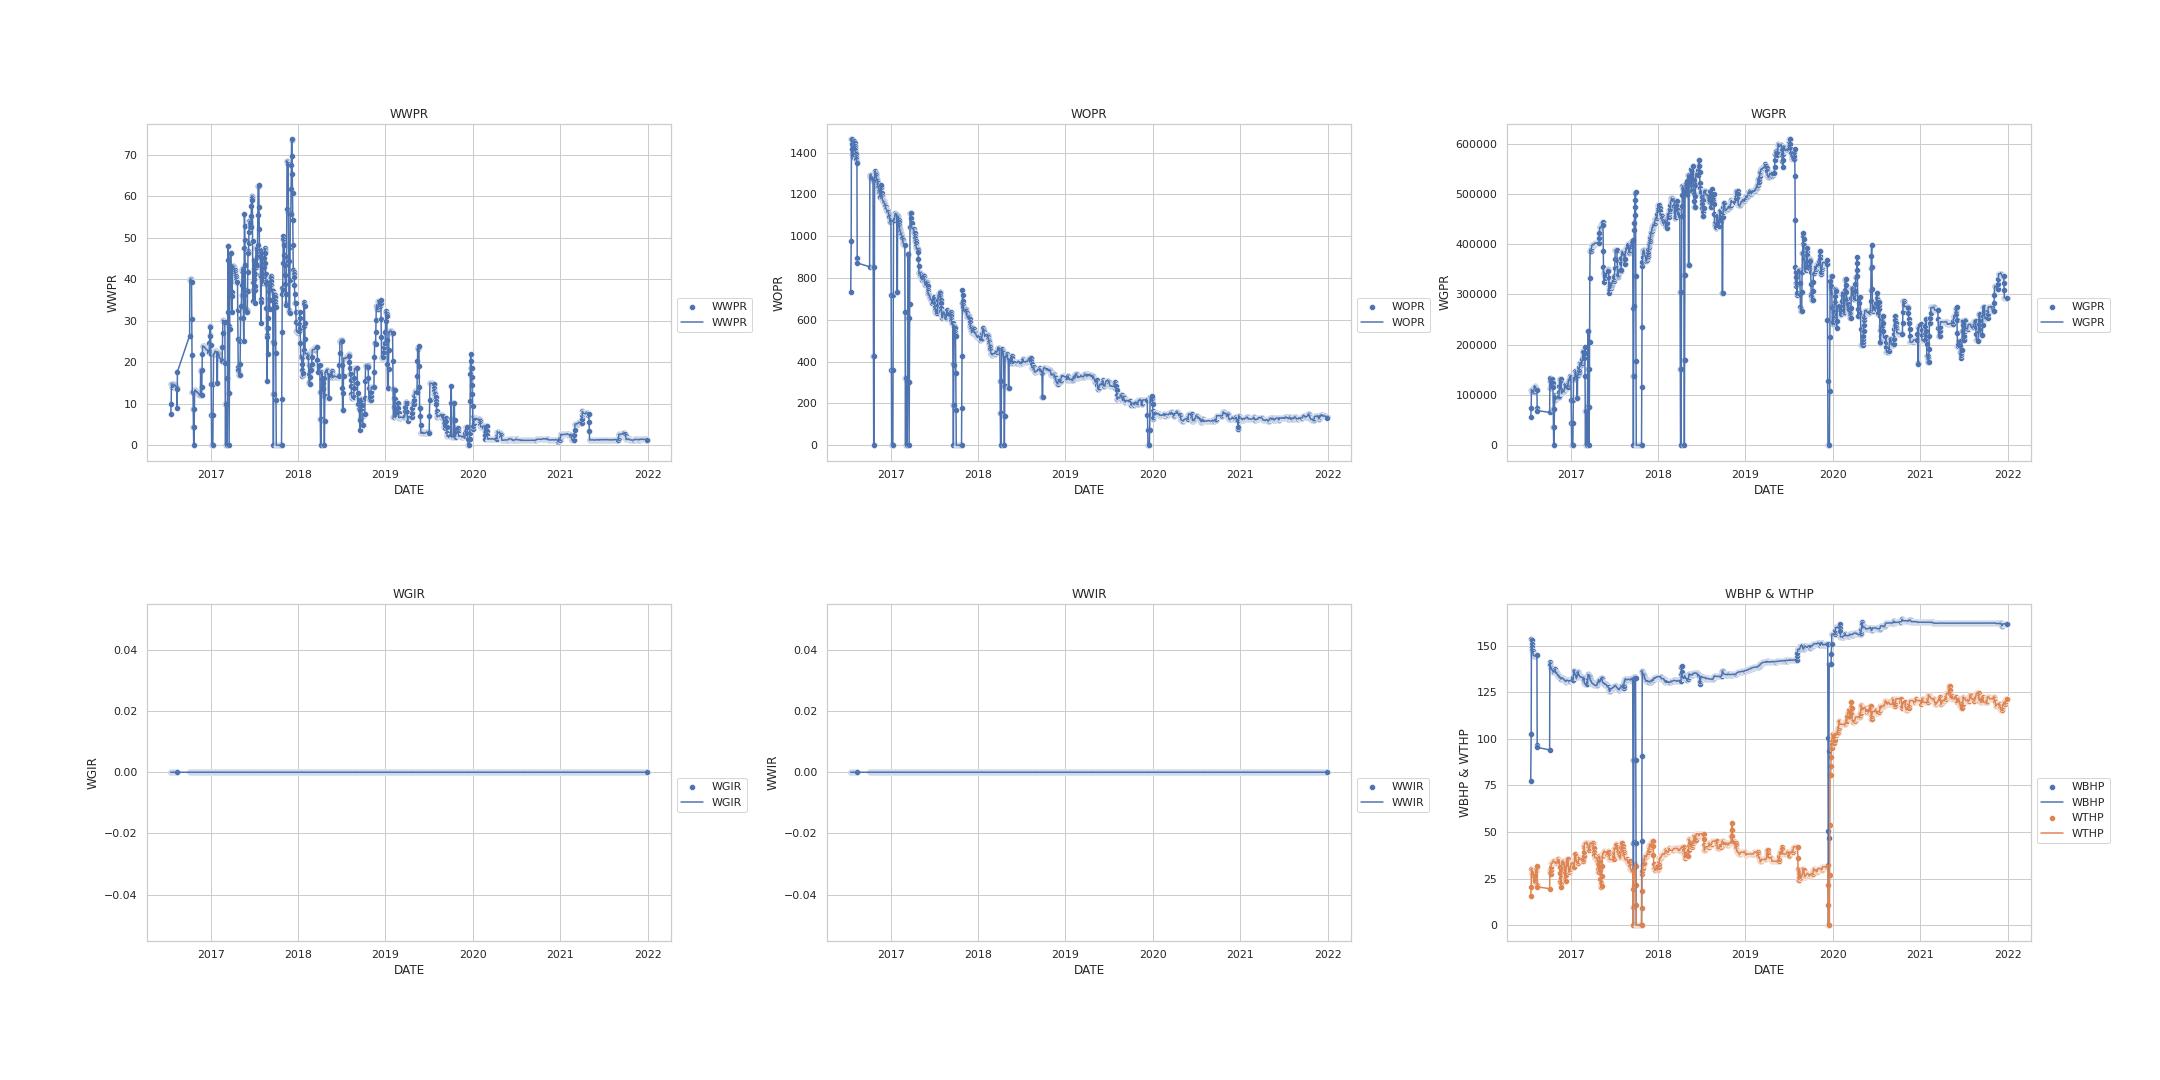 WWPR
70
60
50
40
30
20
10
0
WWPR
2017 2018 2019 2020 2021 2022
DATE
WWPR
WWPR
WOPR
1400
1200
1000
800
600
400
200
0
WOPR
2017 2018 2019 2020 2021 2022
DATE
WOPR
WOPR
WGPR
600000
500000
400000
300000
200000
100000
0
WGPR
2017 2018 2019 2020 2021 2022
DATE
WGPR
WGPR
WGIR
0.04
0.02
0.00
−0.02
−0.04
WGIR
2017 2018 2019 2020 2021 2022
DATE
WGIR
WGIR
WWIR
0.04
0.02
0.00
−0.02
−0.04
WWIR
2017 2018 2019 2020 2021 2022
DATE
WWIR
WWIR
WBHP & WTHP
150
125
100
75
50
25
0
WBHP & WTHP
2017 2018 2019 2020 2021 2022
DATE
WBHP
WBHP
WTHP
WTHP